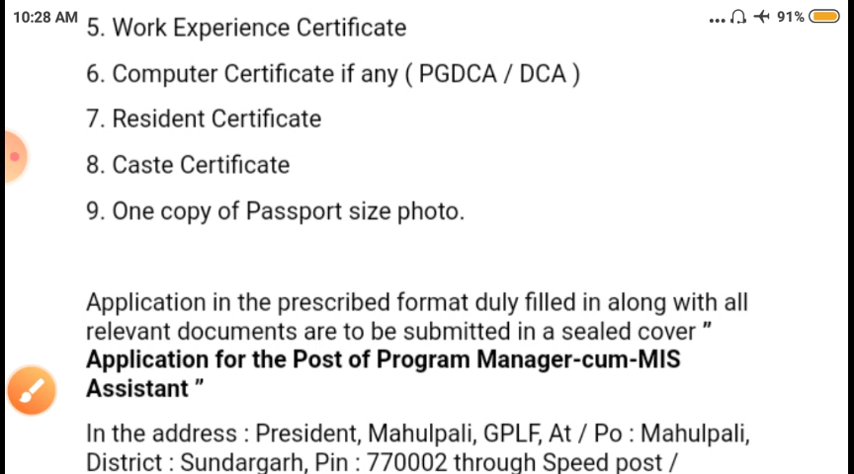 10:28 AM
91%
5. Work Experience Certificate
6. Computer Certificate if any ( PGDCA / DCA )
7. Resident Certificate
8. Caste Certificate
9. One copy of Passport size photo.
Application in the prescribed format duly filled in along with all
relevant documents are to be submitted in a sealed cover ”
Application for the Post of Program Manager-cum-MIS
Assistant ”
In the address : President, Mahulpali, GPLF, At / Po : Mahulpali,
District : Sundargarh, Pin : 770002 through Speed post /